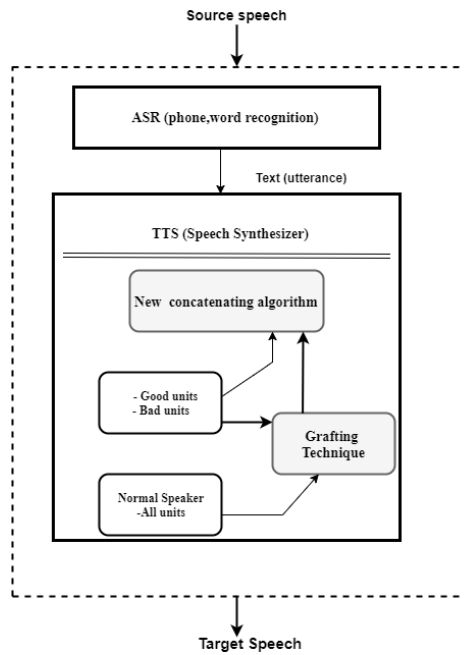 Source speech
ASR (phone,word recognition)
Text (utterance)
TTS (Speech Synthesizer)
New concatenating algorithm
- Good units
- Bad units
Grafting
Technique
Normal Speaker
-All units
Target Speech